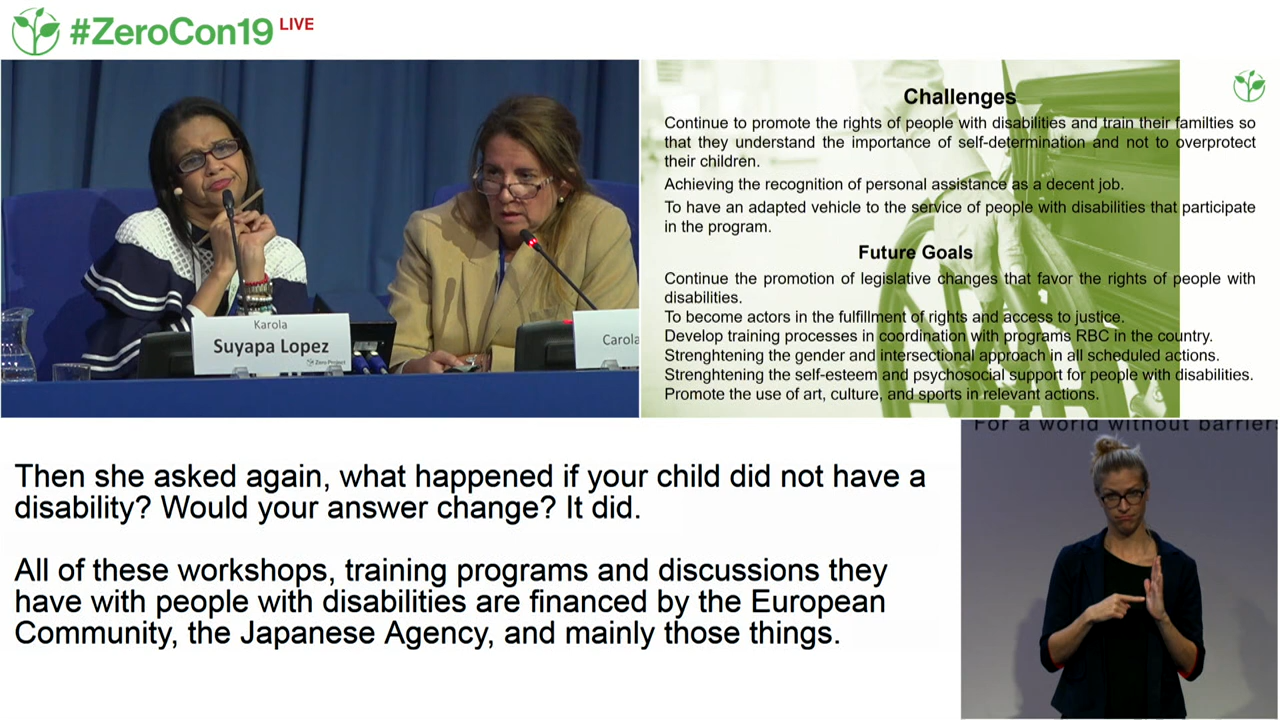 #ZeroCon19 LIVE
Karola
Suyapa Lopez
Zero Project
Carola
Challenges
Continue to promote the rights of people with disabilities and train their familties so
that they understand the importance of self-determination and not to overprotect
their children.
Achieving the recognition of personal assistance as a decent job.
To have an adapted vehicle to the service of people with disabilities that participate
in the program.
Future Goals
Continue the promotion of legislative changes that favor the rights of people with
disabilities.
To become actors in the fulfillment of rights and access to justice.
Develop training processes in coordination with programs RBC in the country.
Strenghtening the gender and intersectional approach in all scheduled actions.
Strenghtening the self-esteem and psychosocial support for people with disabilities.
Promote the use of art, culture, and sports in relevant actions.
Then she asked again, what happened if your child did not have a
disability? Would your answer change? It did.
All of these workshops, training programs and discussions they
have with people with disabilities are financed by the European
Community, the Japanese Agency, and mainly those things.
For a world without barriers